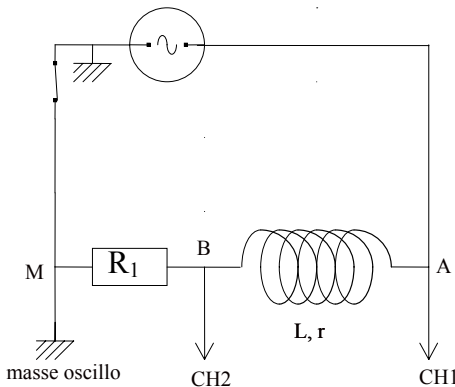 B
M
R1
A
L, r
masse oscillo
CH2
CH1